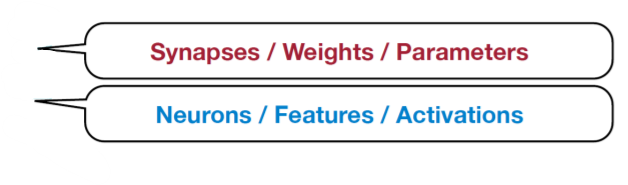 Synapses / Weights / Parameters
Neurons / Features / Activations